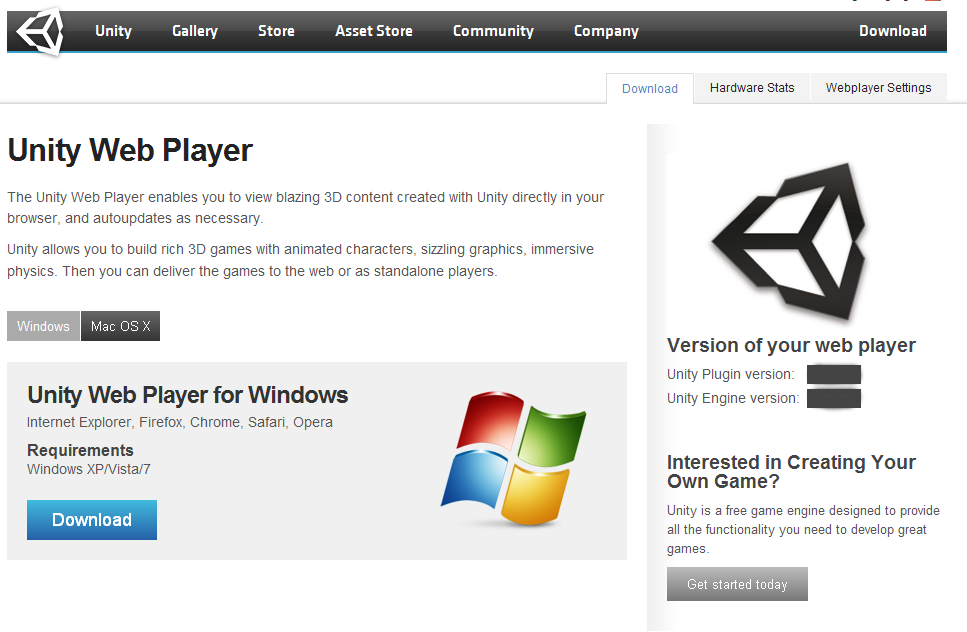 Unity Gallery Store Asset Store Community Company Download
Download Hardware Stats Webplayer Settings
Unity Web Player
The Unity Web Player enables you to view blazing 3D content created with Unity directly in your
browser, and autoupdates as necessary.
Unity allows you to build rich 3D games with animated characters, sizzling graphics, immersive
physics. Then you can deliver the games to the web or as standalone players.
Windows Mac OS X
Unity Web Player for Windows
Internet Explorer, Firefox, Chrome, Safari, Opera
Requirements
Windows XP/Vista/7
Download
Version of your web player
Unity Plugin version:
Unity Engine version:
Interested in Creating Your
Own Game?
Unity is a free game engine designed to provide
all the functionality you need to develop great
games.
Get started today